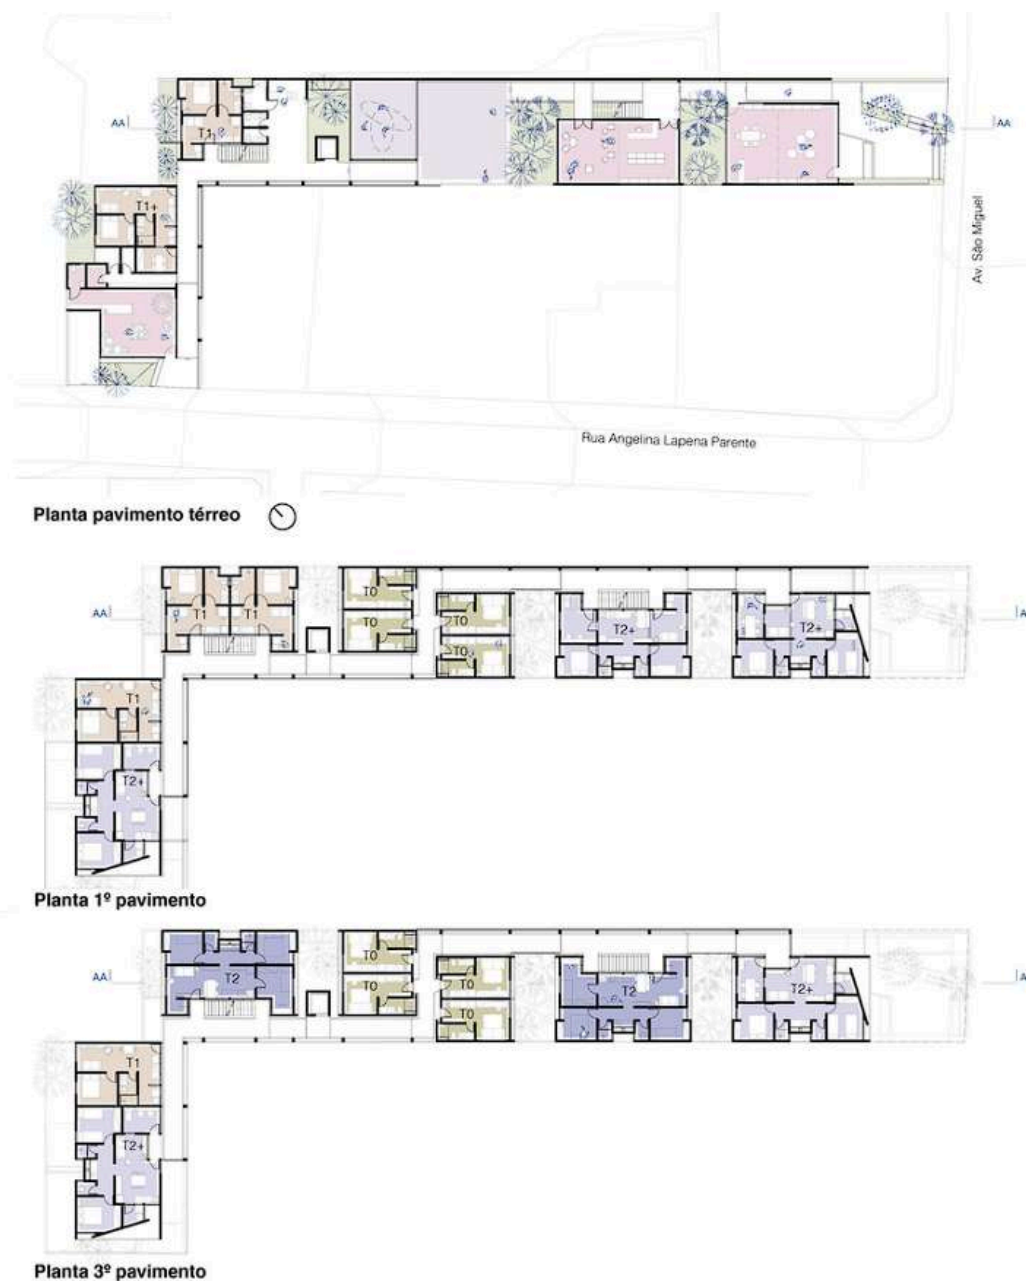 T1
AA
AA
T1+
Av. São Miguel
Rua Angelina Lapena Parente
Planta pavimento térreo
T0
AA
T1
T1
T0
T0
T2+
T2+
A
T0
T1
T2+
Planta 1º pavimento
T0
AA
T2
T0
T0
T2
T2+
A
T0
T1
T2+
Planta 3º pavimento